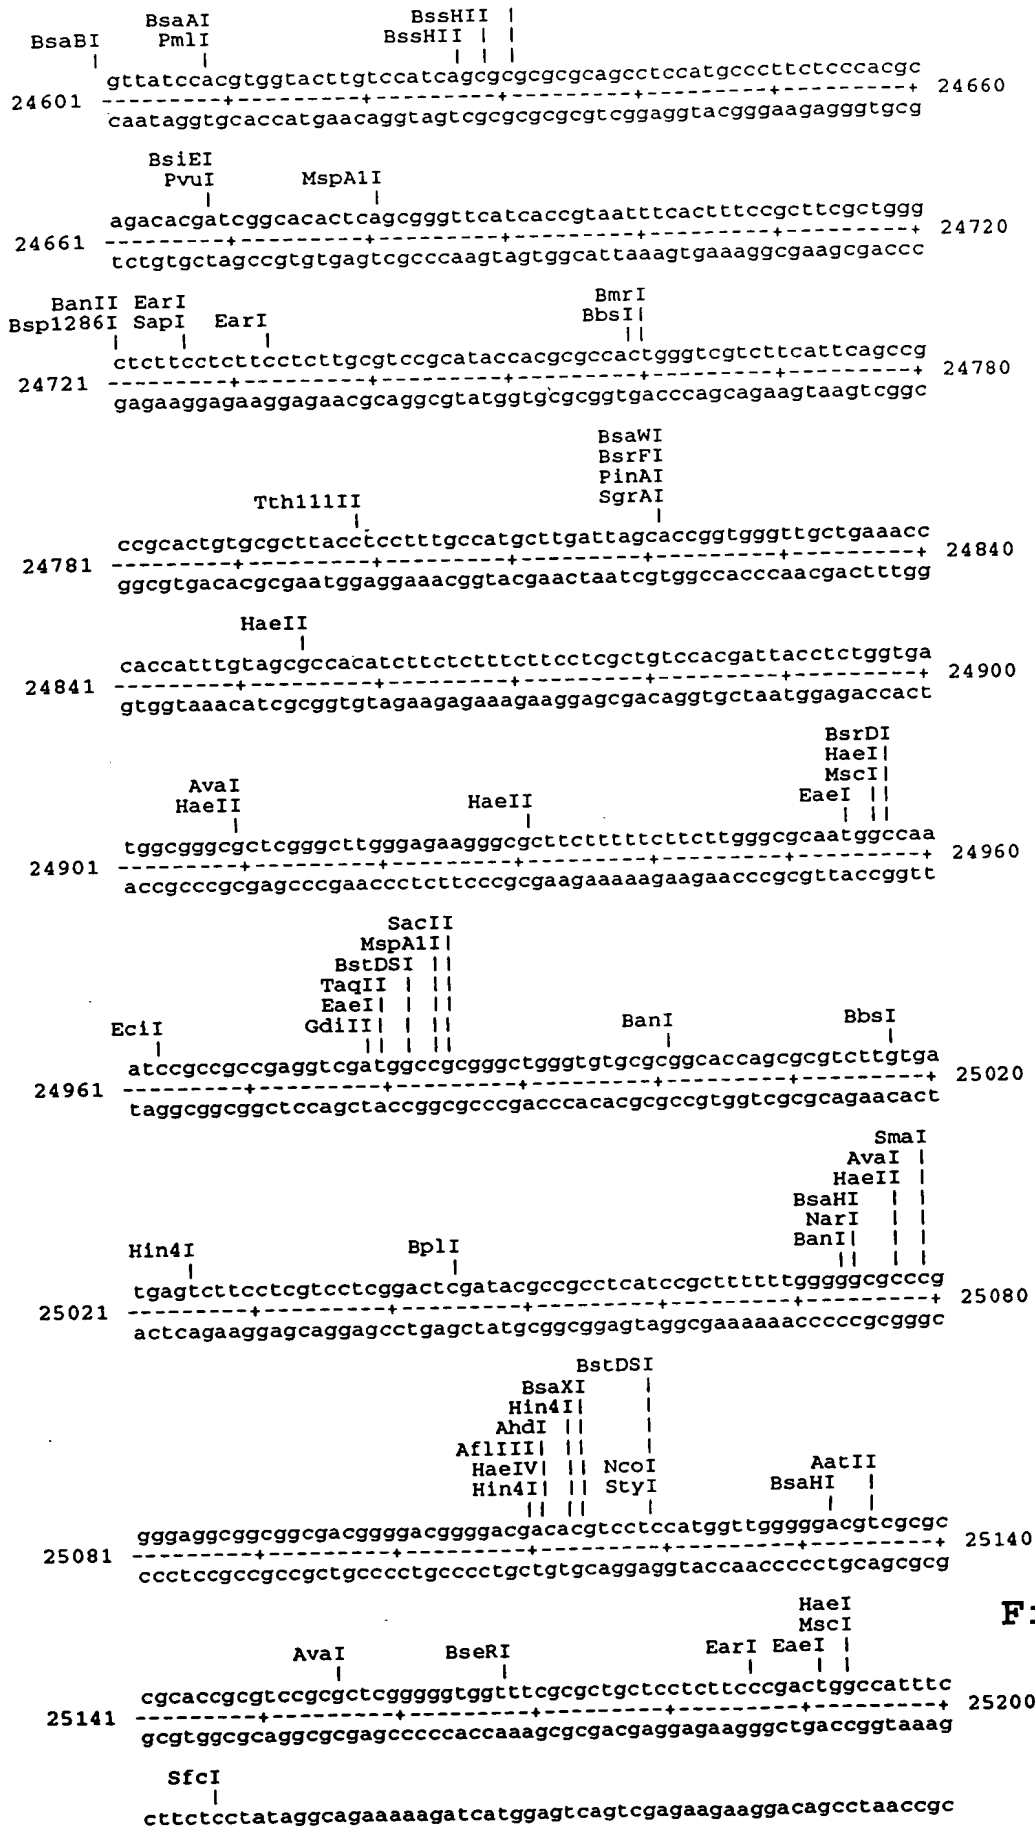 BsaAI BssHII |
BsaBI PmlI BssHII | |
| | | | |
gttatccacgtggtacttgtccatcagcgcgcgcgcagcctccatgcccttctcccacgc
24601 ---------+---------+---------+---------+---------+---------+ 24660
caataggtgcaccatgaacaggtagtcgcgcgcgcgtcggaggtacgggaagagggtgcg
BsiEI
PvuI MspA1I
| |
agacacgatcggcacactcagcgggttcatcaccgtaatttcactttccgcttcgctggg
24661 ---------+---------+---------+---------+---------+---------+ 24720
tctgtgctagccgtgtgagtcgcccaagtagtggcattaaagtgaaaggcgaagcgaccc
BanII EarI BmrI
Bsp1286I SapI EarI BbsI|
| | | ||
ctcttcctcttcctcttgcgtccgcataccacgcgccactgggtcgtcttcattcagccg
24721 ---------+---------+---------+---------+---------+---------+ 24780
gagaaggagaaggagaacgcaggcgtatggtgcgcggtgacccagcagaagtaagtcggc
BsaWI
BsrFI
PinAI
Tth111II SgrAI
| |
ccgcactgtgcgcttacctcctttgccatgcttgattagcaccggtgggttgctgaaacc
24781 ---------+---------+---------+---------+---------+---------+ 24840
ggcgtgacacgcgaatggaggaaacggtacgaactaatcgtggccacccaacgactttgg
HaeII
|
caccatttgtagcgccacatcttctctttcttcctcgctgtccacgattacctctggtga
24841 ---------+---------+---------+---------+---------+---------+ 24900
gtggtaaacatcgcggtgtagaagagaaagaaggagcgacaggtgctaatggagaccact
BsrDI
HaeI|
AvaI MscI|
HaeII HaeII EaeI ||
| | | ||
tggcgggcgctcgggcttgggagaagggcgcttctttttcttcttgggcgcaatggccaa
24901 ---------+---------+---------+---------+---------+---------+ 24960
accgcccgcgagcccgaaccctcttcccgcgaagaaaaagaagaacccgcgttaccggtt
SacII
MspA1I|
BstDSI ||
TaqII | ||
EaeI| | ||
EciI GdiII| | || BanI BbsI
| || | || | |
atccgccgccgaggtcgatggccgcgggctgggtgtgcgcggcaccagcgcgtcttgtga
24961 ---------+---------+---------+---------+---------+---------+ 25020
taggcggcggctccagctaccggcgcccgacccacacgcgccgtggtcgcgcagaacact
SmaI
AvaI |
HaeII |
BsaHI | |
NarI | |
Hin4I BplI BanI| | |
| | || | |
tgagtcttcctcgtcctcggactcgatacgccgcctcatccgcttttttgggggcgcccg
25021 ---------+---------+---------+---------+---------+---------+ 25080
actcagaaggagcaggagcctgagctatgcggcggagtaggcgaaaaaacccccgcgggc
BstDSI
BsaXI |
Hin4I| |
AhdI || |
AflIII| || |
HaeIV| || NcoI AatII
Hin4I| || StyI BsaHI |
|| || | | |
gggaggcggcggcgacggggacggggacgacacgtcctccatggttgggggacgtcgcgc
25081 ---------+---------+---------+---------+---------+---------+ 25140
ccctccgccgccgctgcccctgcccctgctgtgcaggaggtaccaaccccctgcagcgcg
HaeI F
MscI
AvaI BseRI EarI EaeI |
| | | | |
cgcaccgcgtccgcgctcgggggtggtttcgcgctgctcctcttcccgactggccatttc
25141 ---------+---------+---------+---------+---------+---------+ 25200
gcgtggcgcaggcgcgagcccccaccaaagcgcgacgaggagaagggctgaccggtaaag
SfcI
|
cttctcctataggcagaaaaagatcatggagtcagtcgagaagaaggacagcctaaccgc